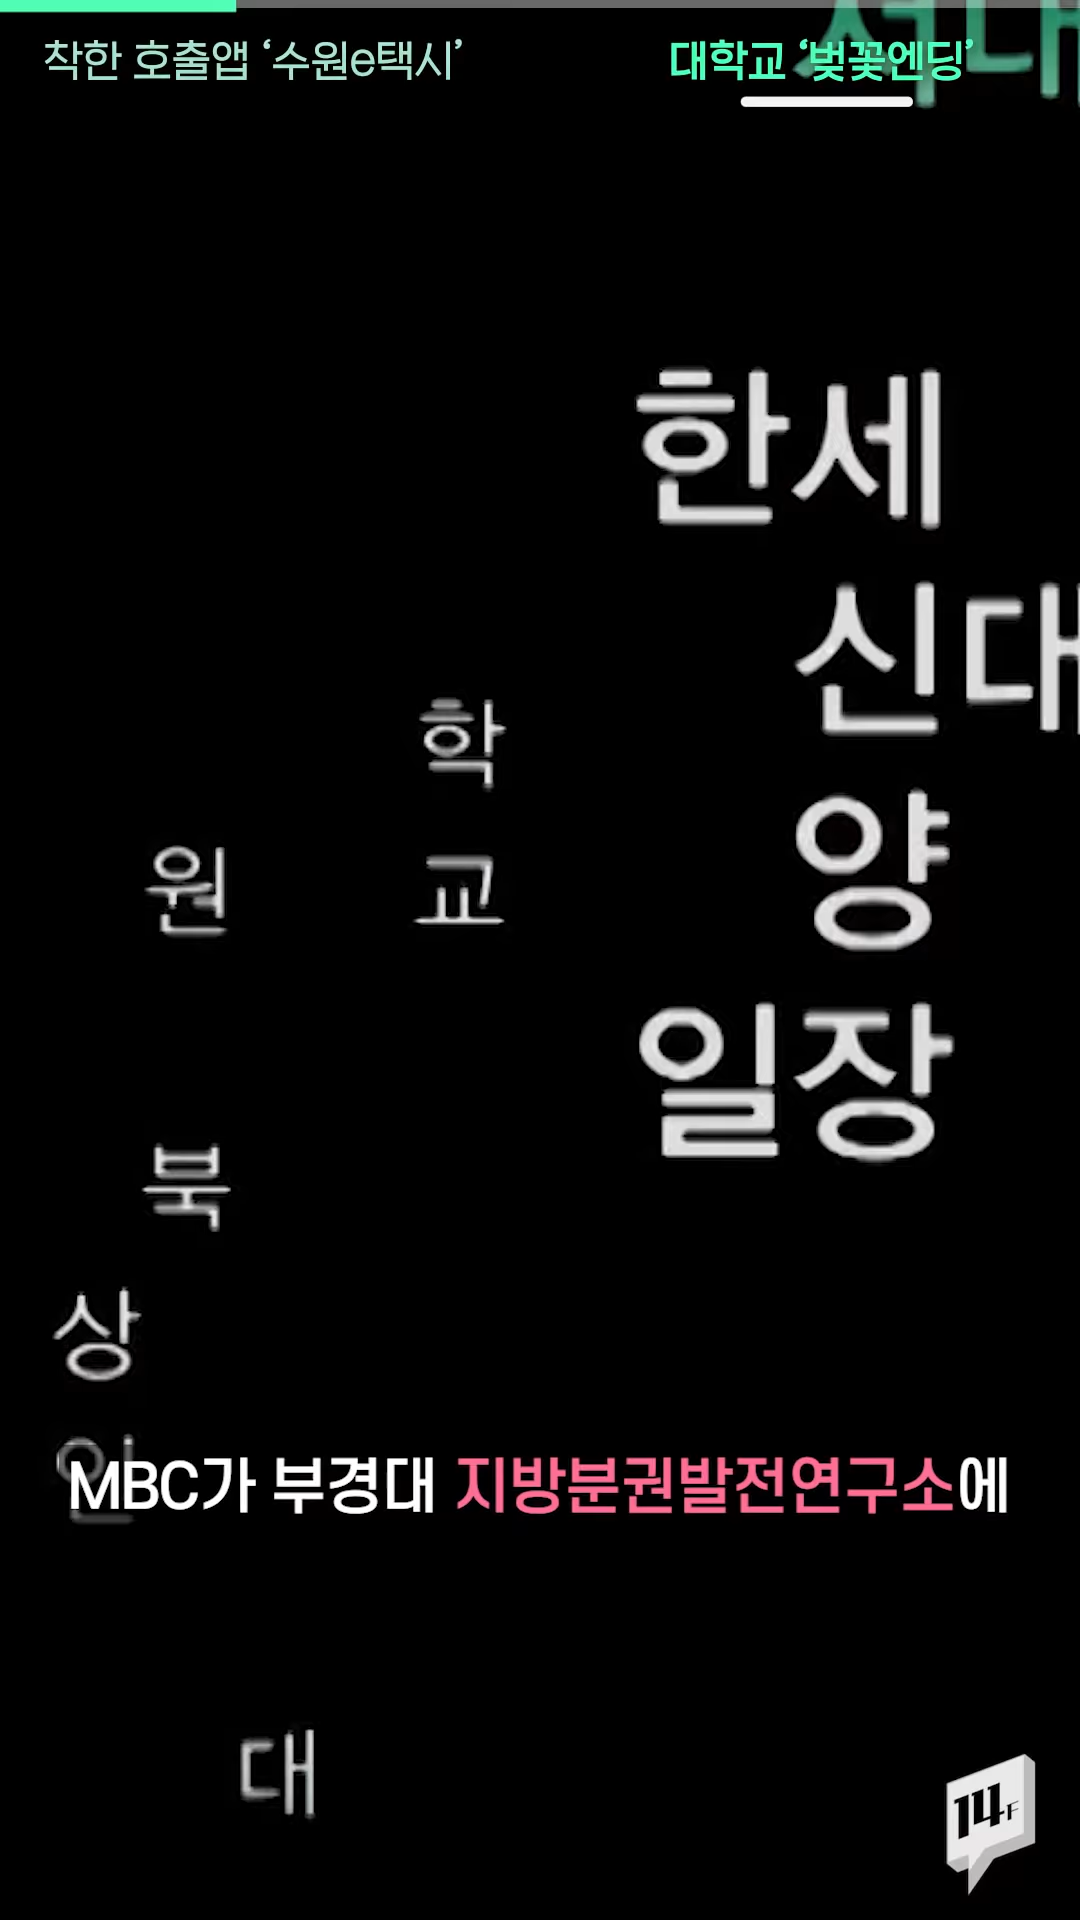 착한 호출앱 ‘수원e택시’
대학교 ‘벚꽃엔딩’
한세
신대
학
양
원
교
일장
북
상
인
MBC가 부경대 지방분권발전연구소에
대
14F